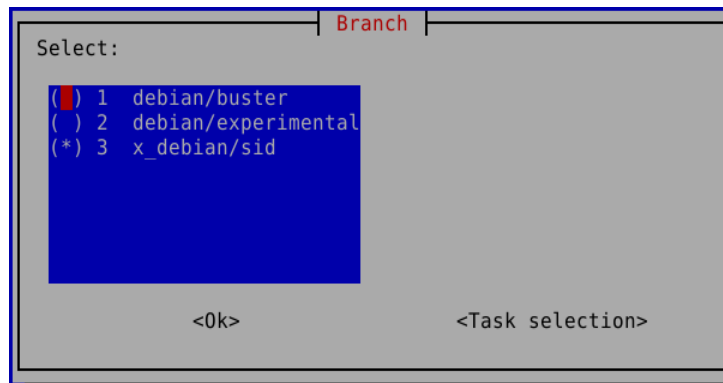 Branch
Select:
( ) 1 debian/buster
( ) 2 debian/experimental
(*) 3 x_debian/sid
<Ok> <Task selection>